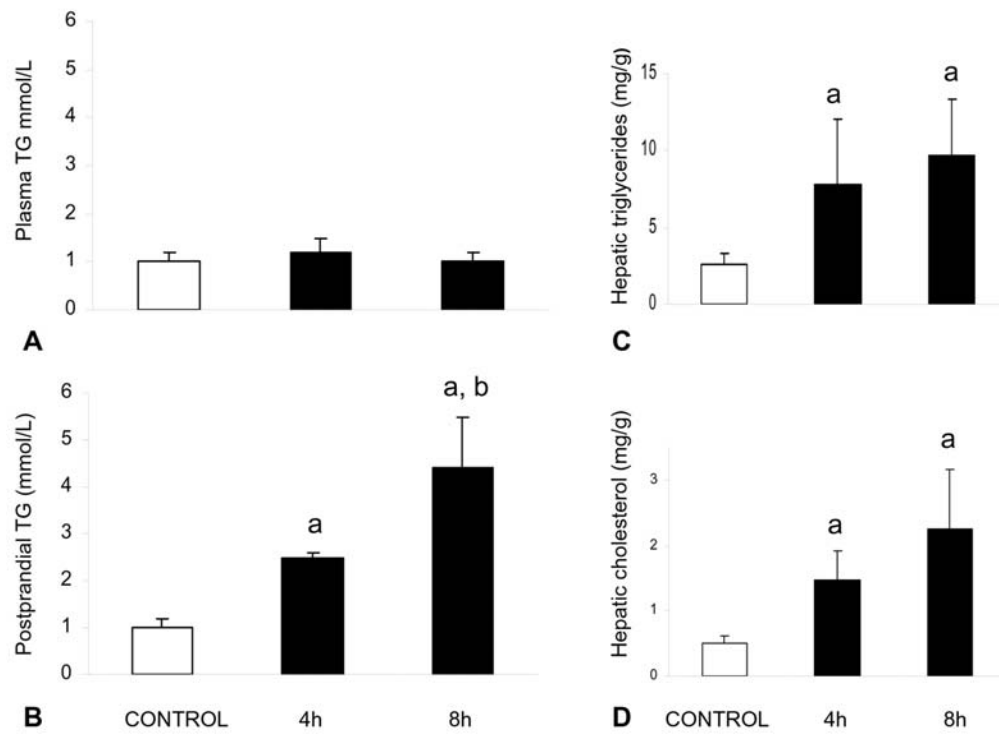 Plasma TG mmol/L
6
5
4
3
2
1
0
A
Hepatic triglycerides (mg/g)
15
10
5
0
a
a
C
Postprandial TG (mmol/L)
6
5
4
3
2
1
0
a
a, b
B
CONTROL 4h 8h
Hepatic cholesterol (mg/g)
3
2
1
0
a
a
D
CONTROL 4h 8h